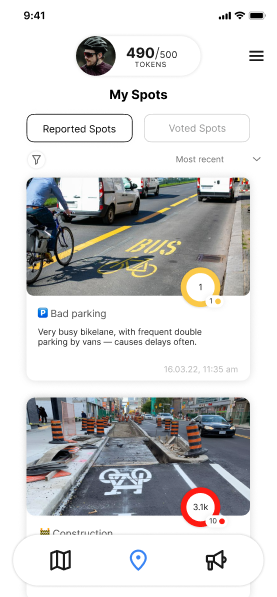 9:41
490/500
TOKENS
My Spots
Reported Spots
Voted Spots
Most recent
BUS
1
1
P Bad parking
Very busy bikelane, with frequent double
parking by vans — causes delays often.
16.03.22, 11:35 am
3.1k
10
Construction